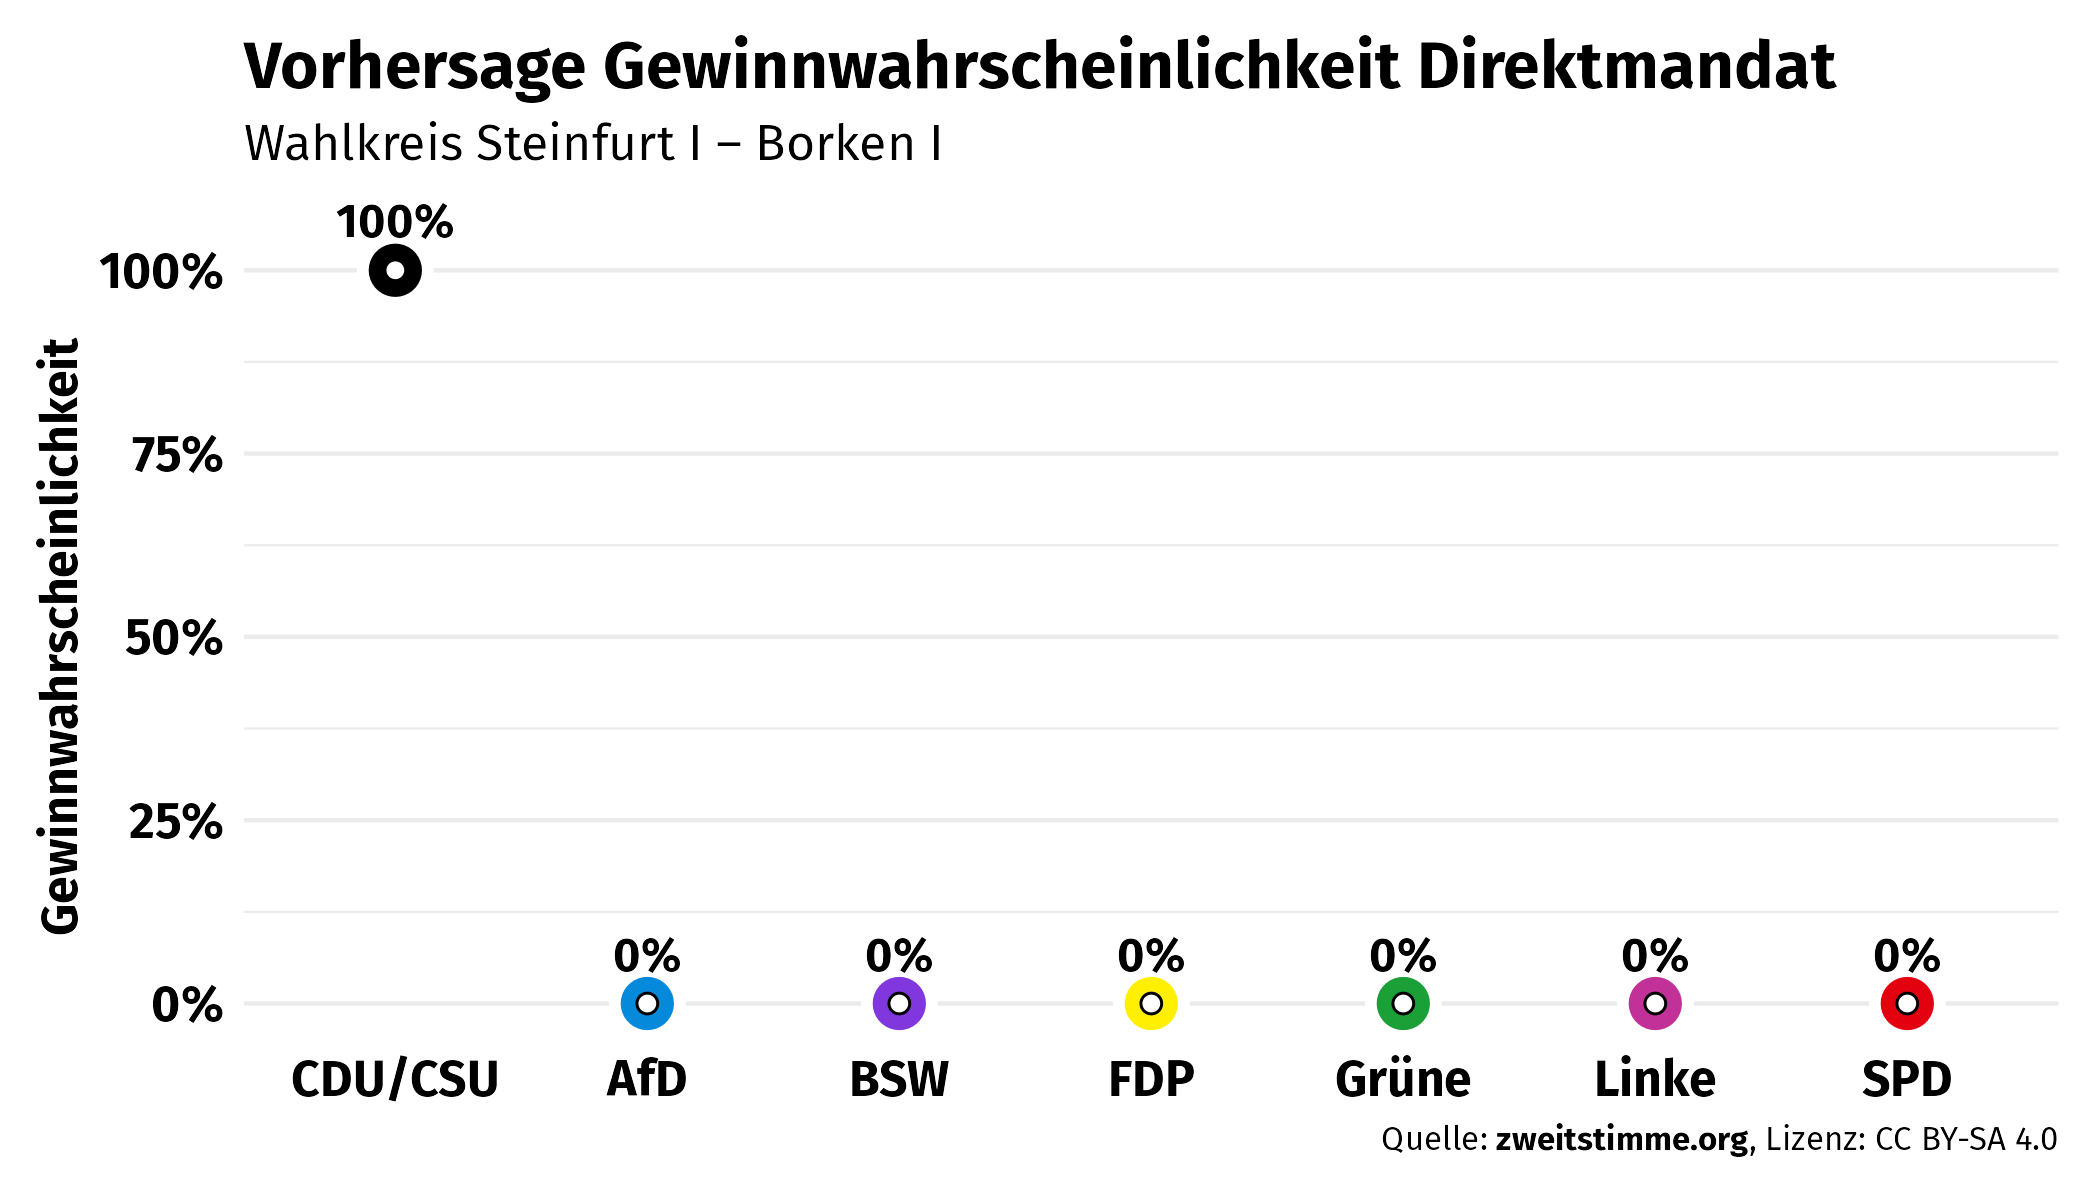 Vorhersage Gewinnwahrscheinlichkeit Direktmandat
Wahlkreis Steinfurt I – Borken I
Gewinnwahrscheinlichkeit
100%
100%
75%
50%
25%
0%
0% 0% 0% 0% 0% 0%
CDU/CSU AfD BSW FDP Grüne Linke SPD
Quelle: zweitstimme.org, Lizenz: CC BY-SA 4.0